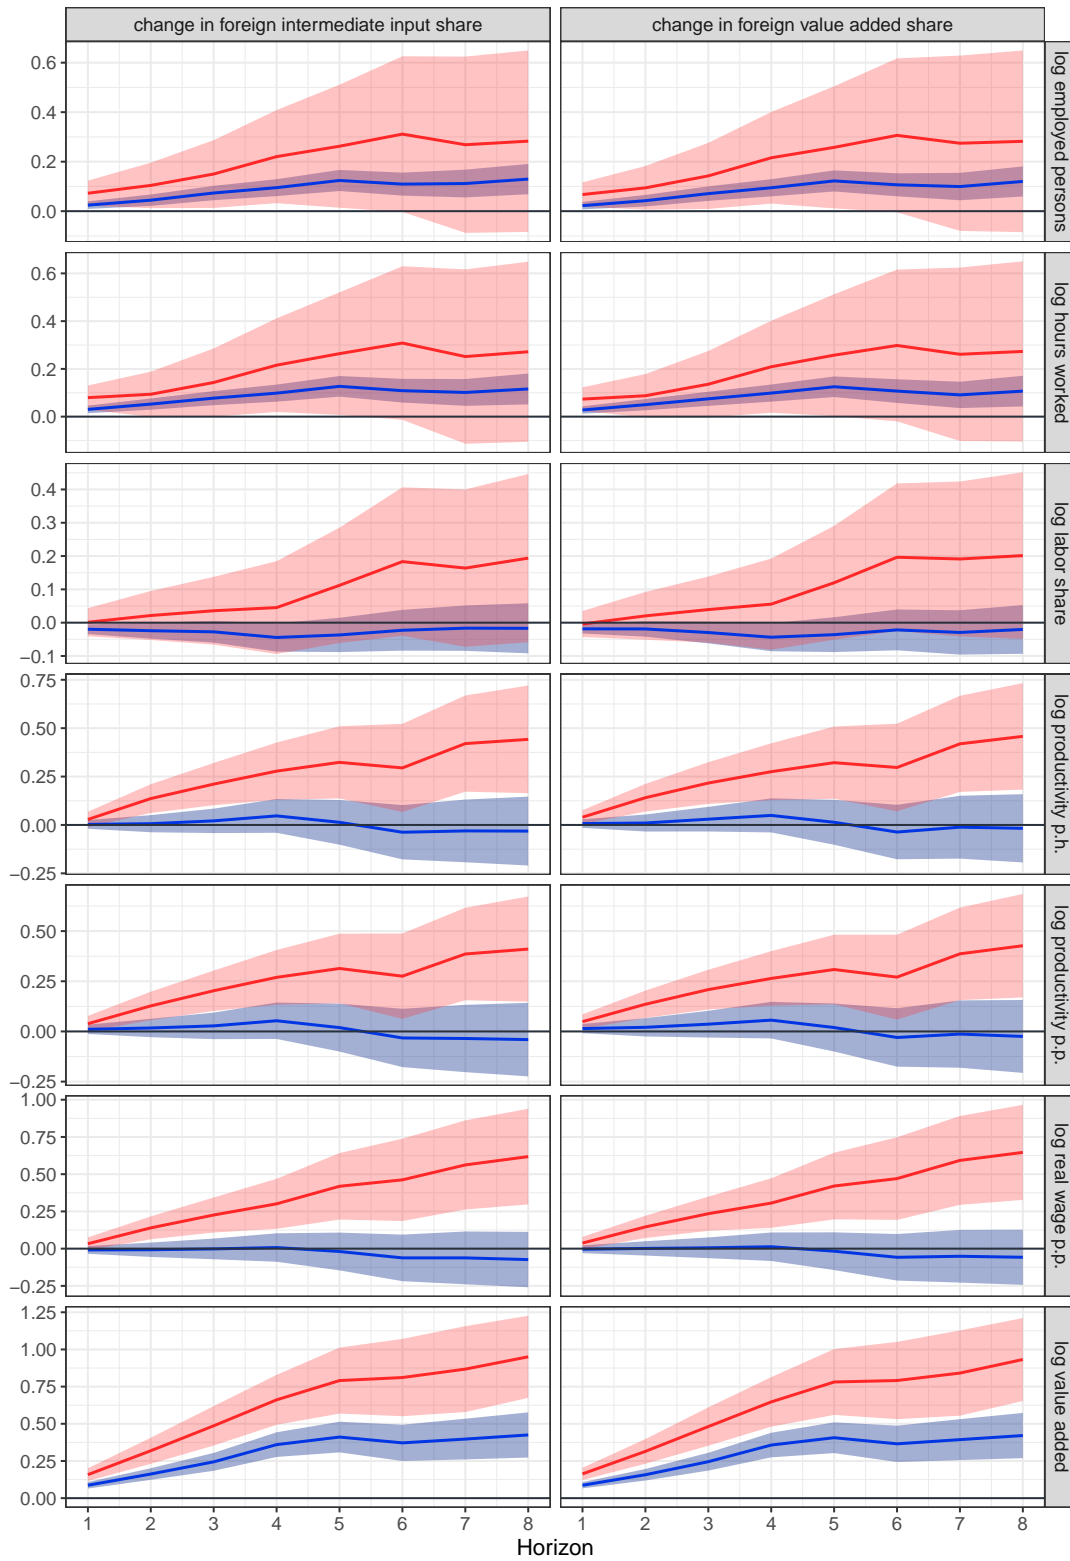 change in foreign intermediate input share
change in foreign value added share
0.6
0.4
0.2
0.0
log employed persons
0.6
0.4
0.2
0.0
log hours worked
0.4
0.3
0.2
0.1
0.0
−0.1
log labor share
0.75
0.50
0.25
0.00
−0.25
log productivity p.h.
0.50
0.25
0.00
−0.25
log productivity p.p.
1.00
0.75
0.50
0.25
0.00
−0.25
log real wage p.p.
1.25
1.00
0.75
0.50
0.25
0.00
log value added
1 2 3 4 5 6 7 8
1 2 3 4 5 6 7 8
Horizon